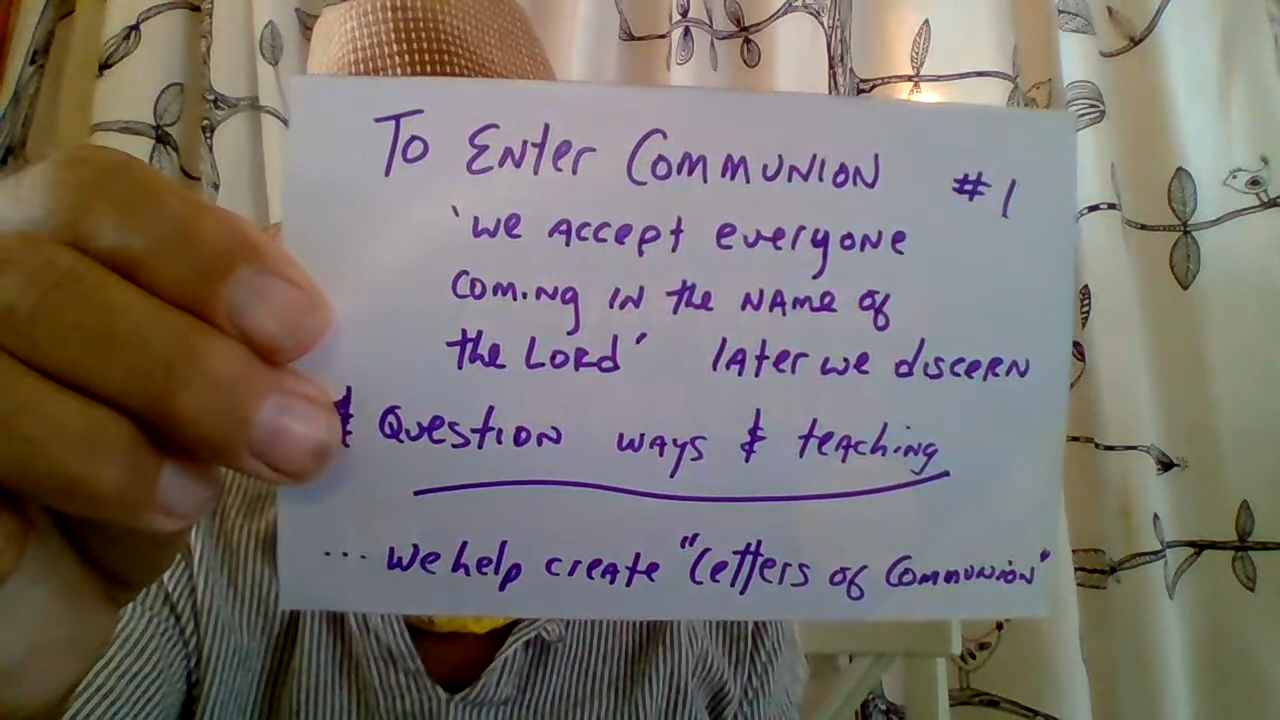 To Enter Communion #1
'we accept everyone
coming in the name of
the Lord' later we discern
& Question ways & teaching
... we help create "Letters of Communion"